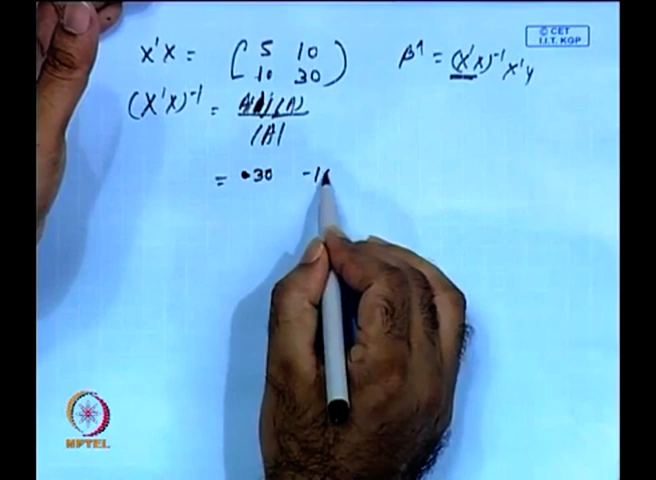 X'X = ( 5 10
10 30 )
β^ = (X'X)⁻¹ X'y
(X'X)⁻¹ = Adj(A)
|A|
= 30 -1
© CET
I.I.T. KGP
NPTEL